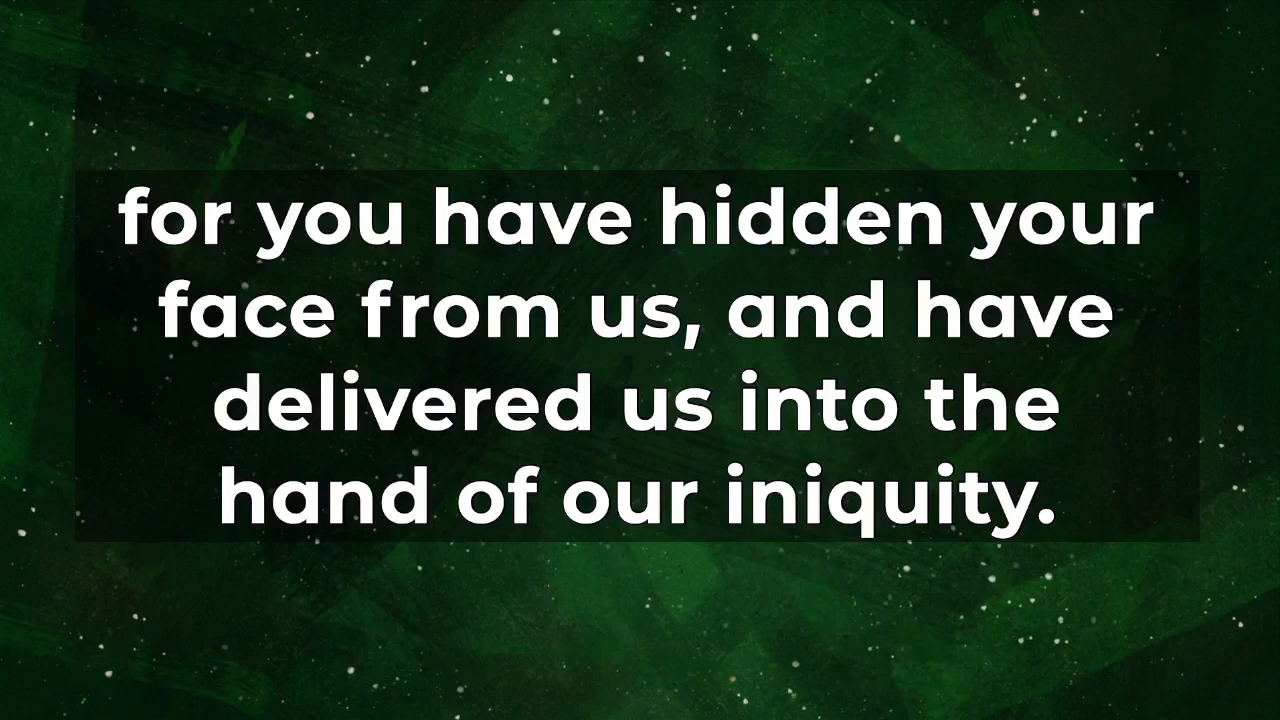 for you have hidden your
face from us, and have
delivered us into the
hand of our iniquity.